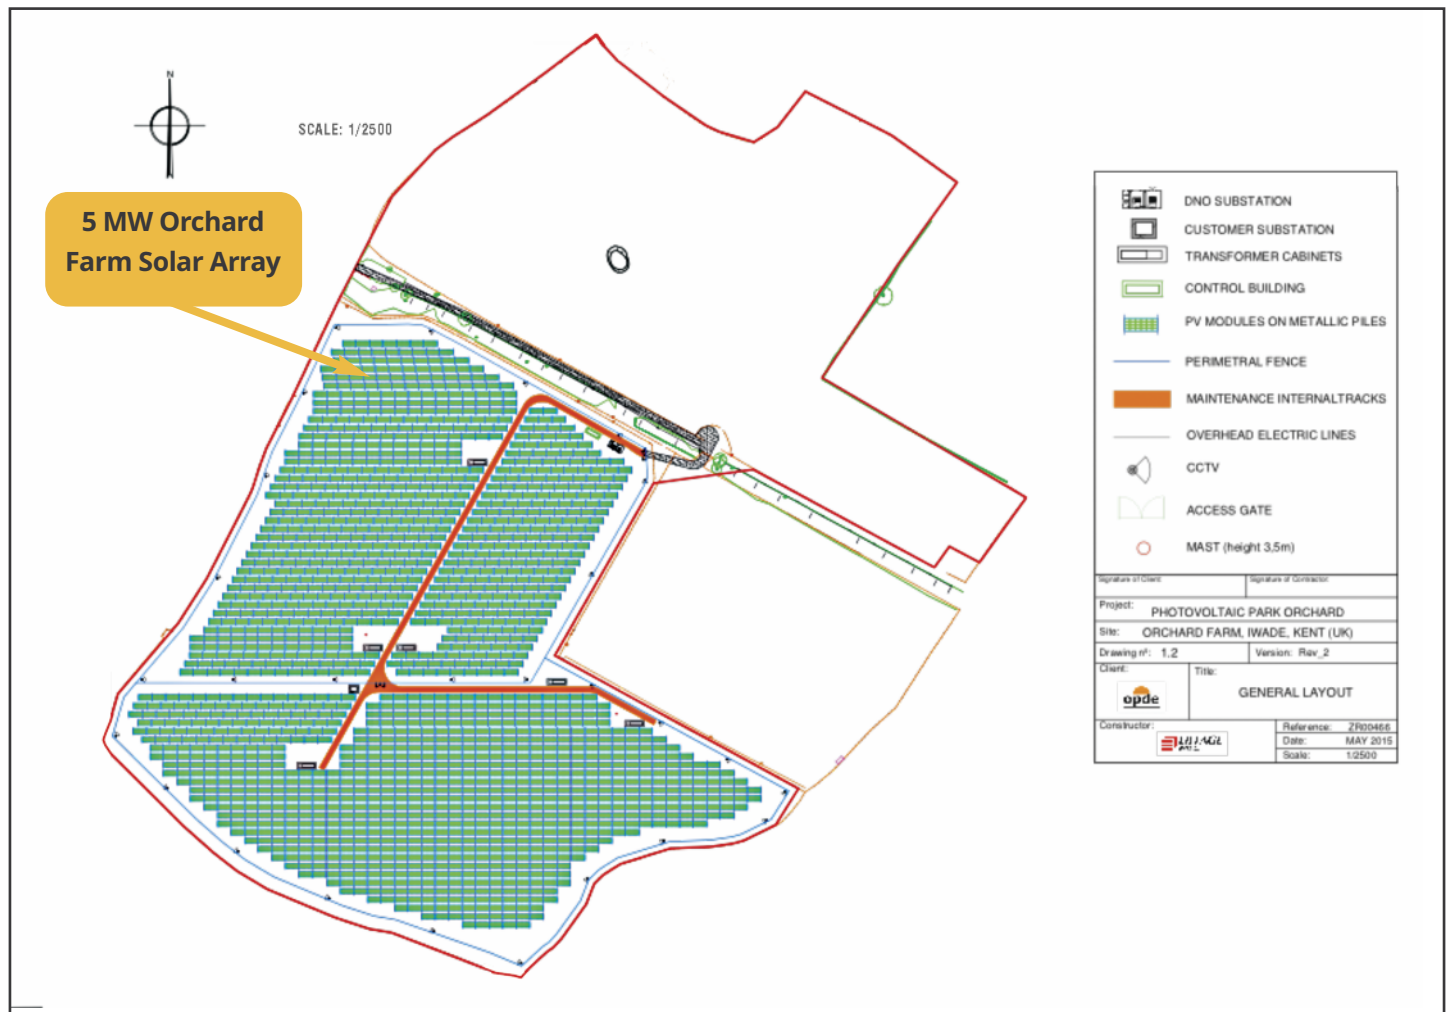 N
SCALE: 1/2500
5 MW Orchard
Farm Solar Array
DNO SUBSTATION
CUSTOMER SUBSTATION
TRANSFORMER CABINETS
CONTROL BUILDING
PV MODULES ON METALLIC PILES
PERIMETRAL FENCE
MAINTENANCE INTERNALTRACKS
OVERHEAD ELECTRIC LINES
CCTV
ACCESS GATE
MAST (height 3,5m)
Signature of Client:
Signature of Contractor:
Project: PHOTOVOLTAIC PARK ORCHARD
Site: ORCHARD FARM, IWADE, KENT (UK)
Drawing nº: 1.2
Version: Rev_2
Client:
opde
Title:
GENERAL LAYOUT
Constructor:
Reference: ZR00466
Date: MAY 2015
Scale: 1/2500